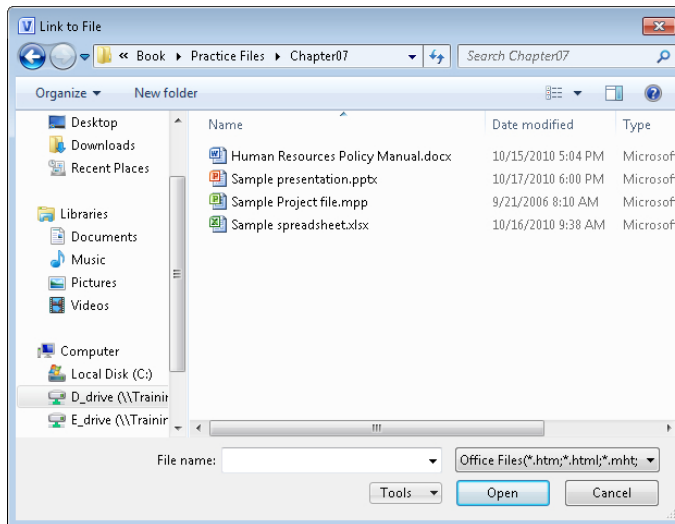 Link to File
« Book ▸ Practice Files ▸ Chapter07
Search Chapter07
Organize
New folder
Desktop
Downloads
Recent Places
Libraries
Documents
Music
Pictures
Videos
Computer
Local Disk (C:)
D_drive (\\Trainin
E_drive (\\Trainin
Name Date modified Type
Human Resources Policy Manual.docx 10/15/2010 5:04 PM Microsof
Sample presentation.pptx 10/17/2010 6:00 PM Microsof
Sample Project file.mpp 9/21/2006 8:10 AM Microsof
Sample spreadsheet.xlsx 10/16/2010 9:38 AM Microsof
File name:
Office Files(*.htm;*.html;*.mht;
Tools Open Cancel